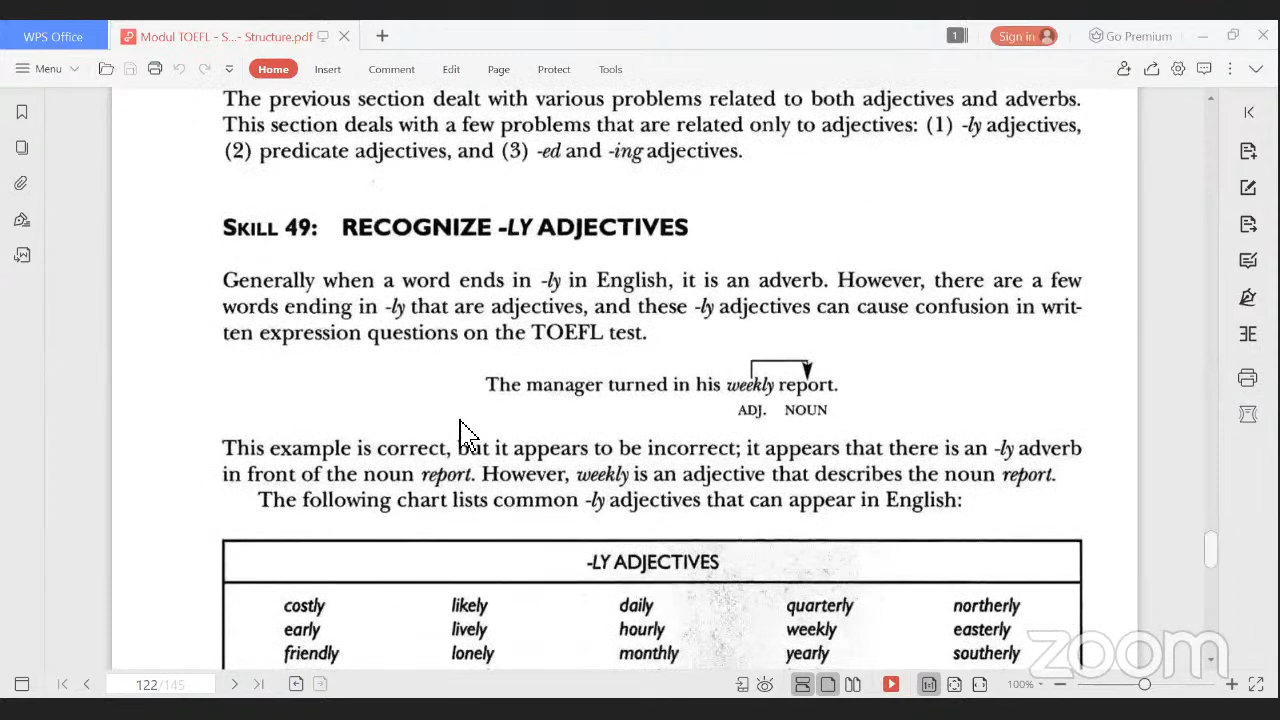 WPS Office
Modul TOEFL - S...- Structure.pdf
1
Sign in
Go Premium
Menu
Home
Insert
Comment
Edit
Page
Protect
Tools
The previous section dealt with various problems related to both adjectives and adverbs.
This section deals with a few problems that are related only to adjectives: (1) -ly adjectives,
(2) predicate adjectives, and (3) -ed and -ing adjectives.
SKILL 49: RECOGNIZE -LY ADJECTIVES
Generally when a word ends in -ly in English, it is an adverb. However, there are a few
words ending in -ly that are adjectives, and these -ly adjectives can cause confusion in writ-
ten expression questions on the TOEFL test.
The manager turned in his weekly report.
ADJ. NOUN
This example is correct, but it appears to be incorrect; it appears that there is an -ly adverb
in front of the noun report. However, weekly is an adjective that describes the noun report.
The following chart lists common -ly adjectives that can appear in English:
-LY ADJECTIVES
costly likely daily quarterly northerly
early lively hourly weekly easterly
friendly lonely monthly yearly southerly
zoom
122/145
1:1
100%